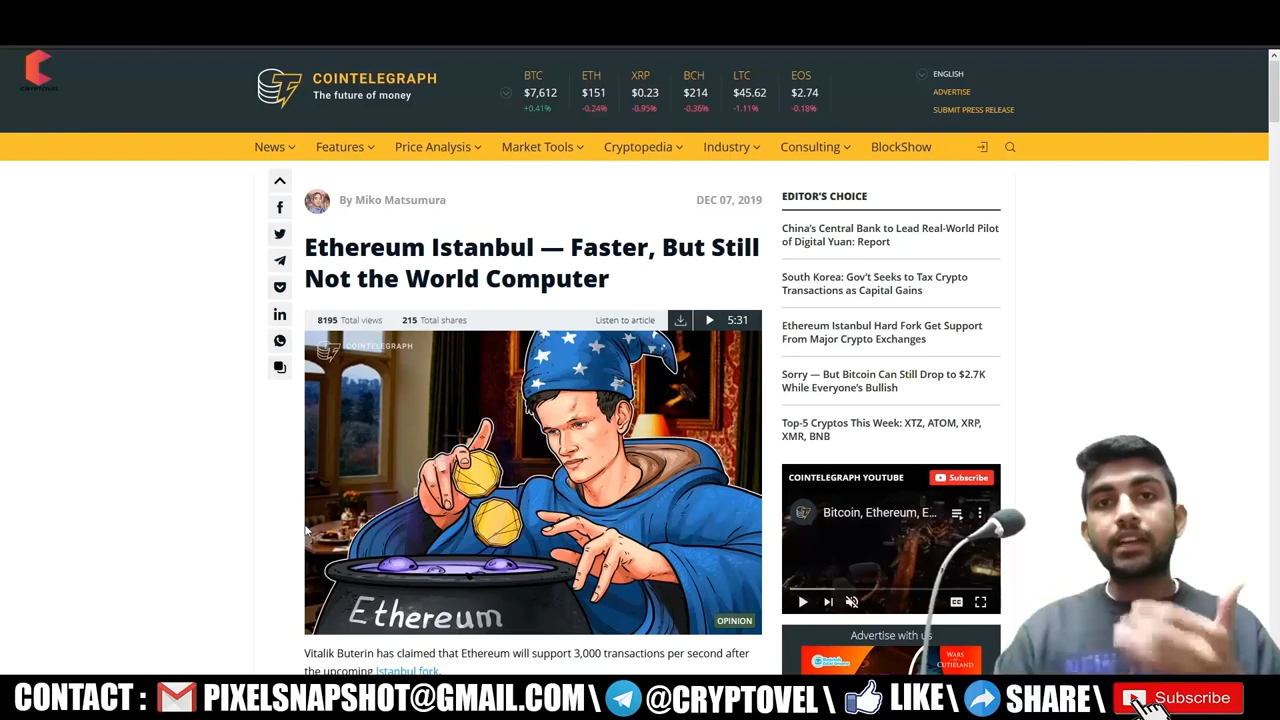 CRYPTOVEL
COINTELEGRAPH
The future of money
BTC ETH XRP BCH LTC EOS
$7,612 $151 $0.23 $214 $45.62 $2.74
+0.41% -0.24% -0.95% -0.36% -1.11% -0.18%
ENGLISH
ADVERTISE
SUBMIT PRESS RELEASE
News Features Price Analysis Market Tools Cryptopedia Industry Consulting BlockShow
By Miko Matsumura DEC 07, 2019
Ethereum Istanbul — Faster, But Still
Not the World Computer
8195 Total views 215 Total shares Listen to article 5:31
COINTELEGRAPH
Ethereum
OPINION
Vitalik Buterin has claimed that Ethereum will support 3,000 transactions per second after
the upcoming Istanbul fork.
EDITOR'S CHOICE
China's Central Bank to Lead Real-World Pilot
of Digital Yuan: Report
South Korea: Gov't Seeks to Tax Crypto
Transactions as Capital Gains
Ethereum Istanbul Hard Fork Get Support
From Major Crypto Exchanges
Sorry — But Bitcoin Can Still Drop to $2.7K
While Everyone's Bullish
Top-5 Cryptos This Week: XTZ, ATOM, XRP,
XMR, BNB
COINTELEGRAPH YOUTUBE Subscribe
Bitcoin, Ethereum, E...
CC
Advertise with us
WARS
CUTIELAND
CONTACT : PIXELSNAPSHOT@GMAIL.COM\ @CRYPTOVEL\ LIKE\ SHARE\ Subscribe